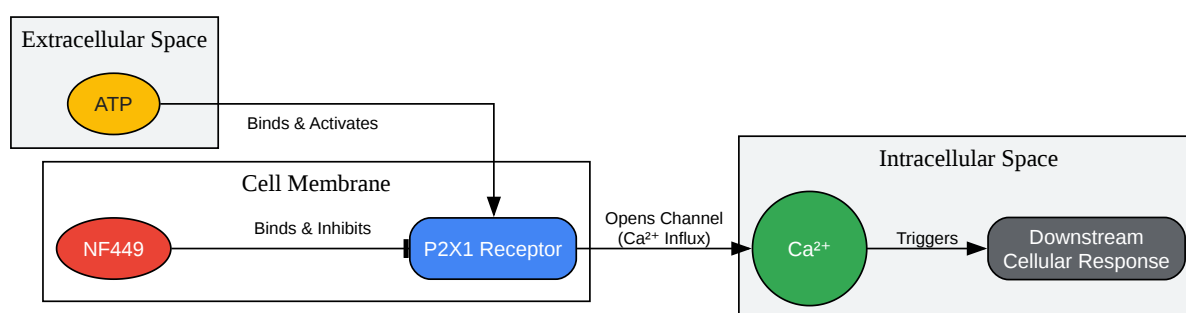 Extracellular Space
ATP
Binds & Activates
Cell Membrane
NF449
Binds & Inhibits
P2X1 Receptor
Opens Channel
(Ca²⁺ Influx)
Intracellular Space
Ca²⁺
Triggers
Downstream
Cellular Response